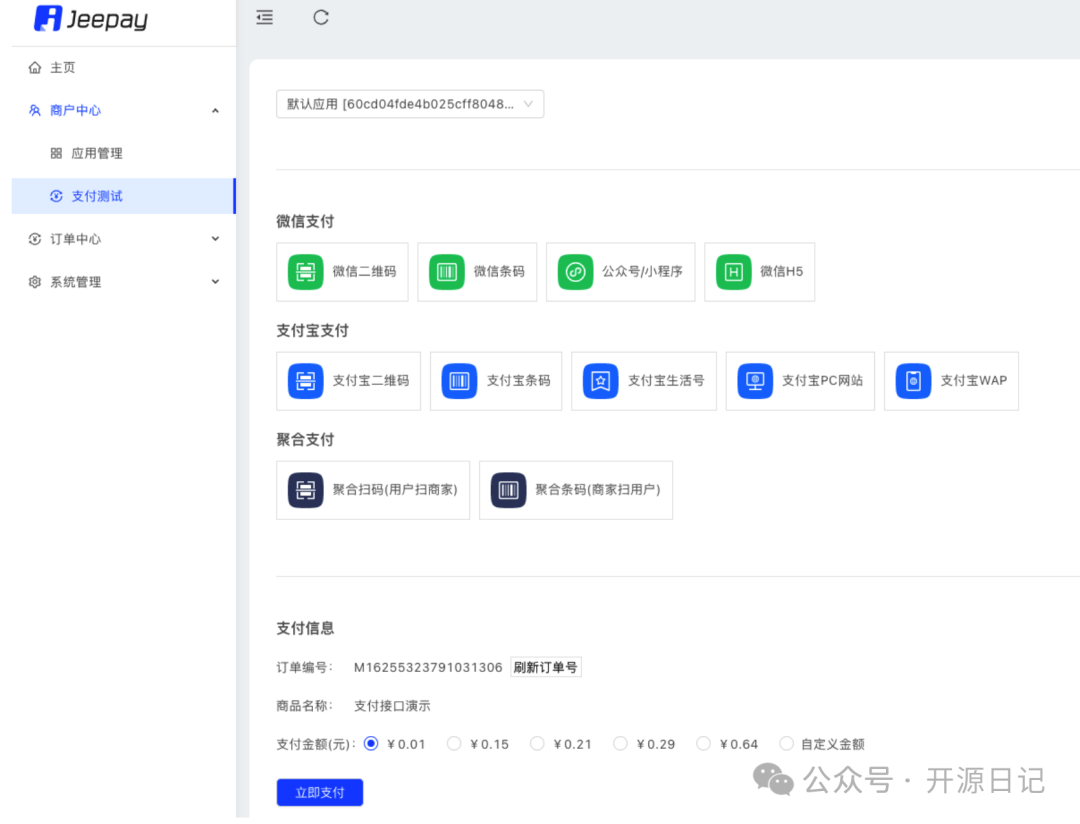 Jeepay
主页
商户中心
应用管理
支付测试
订单中心
系统管理
默认应用 [60cd04fde4b025cff8048...
微信支付
微信二维码 微信条码 公众号/小程序 微信H5
支付宝支付
支付宝二维码 支付宝条码 支付宝生活号 支付宝PC网站 支付宝WAP
聚合支付
聚合扫码(用户扫商家) 聚合条码(商家扫用户)
支付信息
订单编号: M16255323791031306 刷新订单号
商品名称: 支付接口演示
支付金额(元): ¥0.01 ¥0.15 ¥0.21 ¥0.29 ¥0.64 自定义金额
立即支付
公众号 · 开源日记